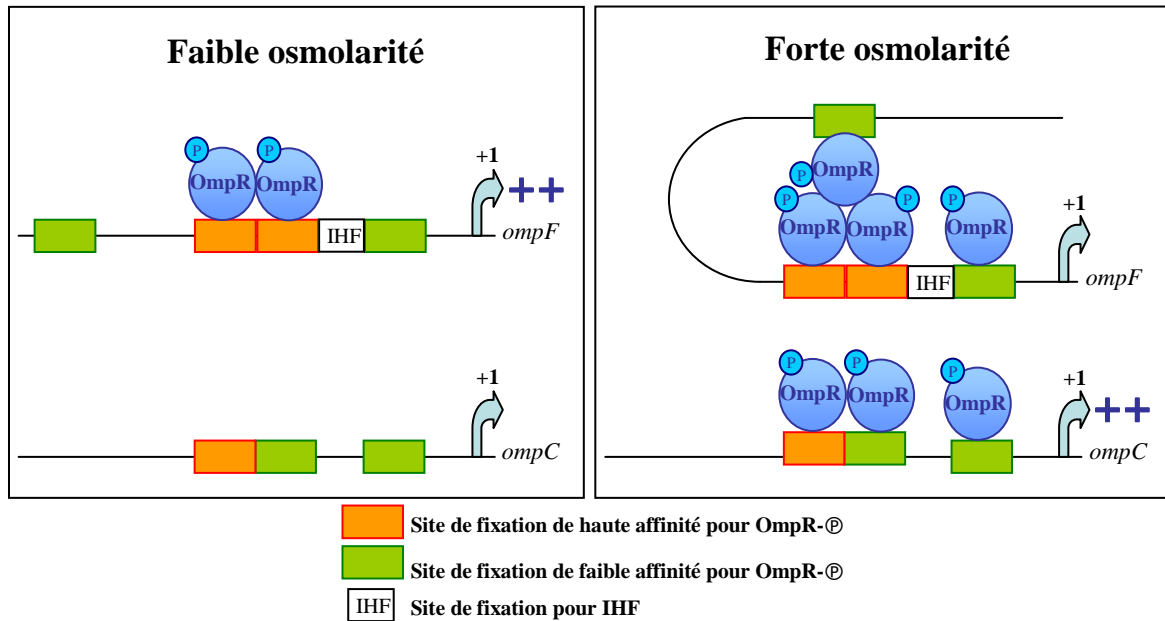 Faible osmolarité
P P
OmpR OmpR
+1
++
IHF
ompF
+1
ompC
Forte osmolarité
OmpR
P
P P P
OmpR OmpR OmpR
+1
IHF
ompF
P P P
OmpR OmpR OmpR
+1
++
ompC
Site de fixation de haute affinité pour OmpR-Ⓟ
Site de fixation de faible affinité pour OmpR-Ⓟ
IHF Site de fixation pour IHF